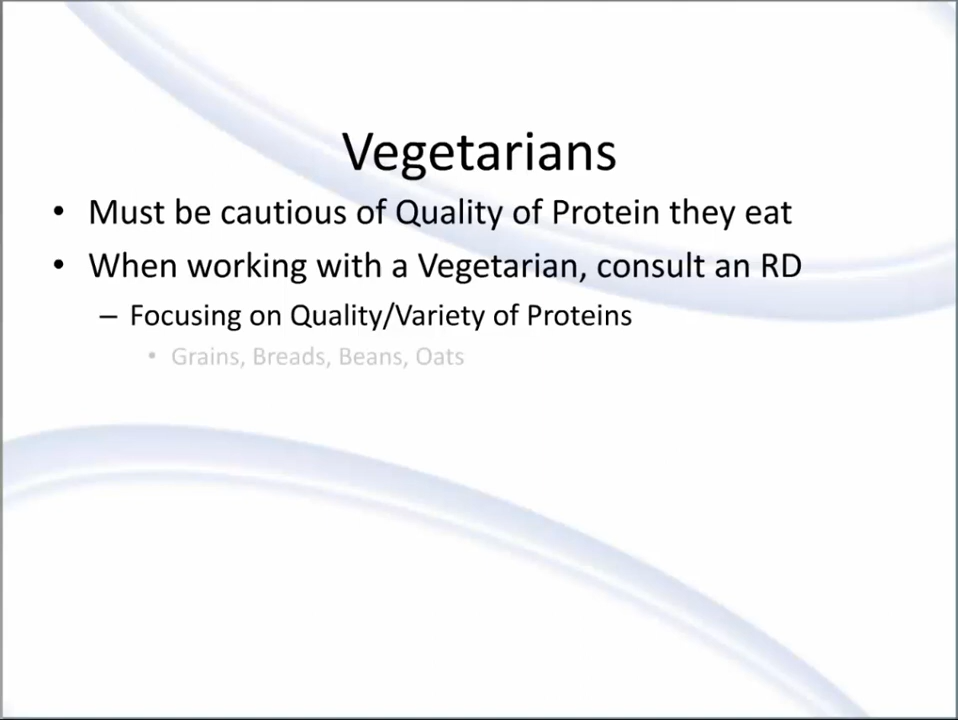 Vegetarians
• Must be cautious of Quality of Protein they eat
• When working with a Vegetarian, consult an RD
– Focusing on Quality/Variety of Proteins
• Grains, Breads, Beans, Oats